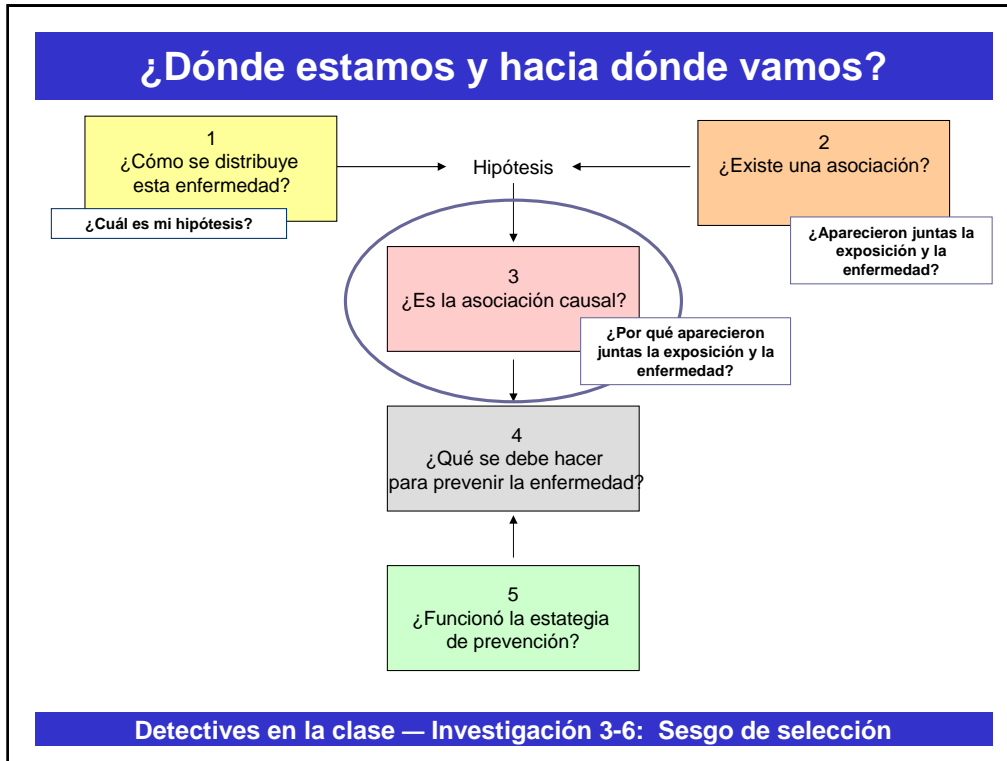 ¿Dónde estamos y hacia dónde vamos?
1
¿Cómo se distribuye
esta enfermedad?
¿Cuál es mi hipótesis?
Hipótesis
2
¿Existe una asociación?
¿Aparecieron juntas la
exposición y la
enfermedad?
3
¿Es la asociación causal?
¿Por qué aparecieron
juntas la exposición y la
enfermedad?
4
¿Qué se debe hacer
para prevenir la enfermedad?
5
¿Funcionó la estategia
de prevención?
Detectives en la clase — Investigación 3-6: Sesgo de selección